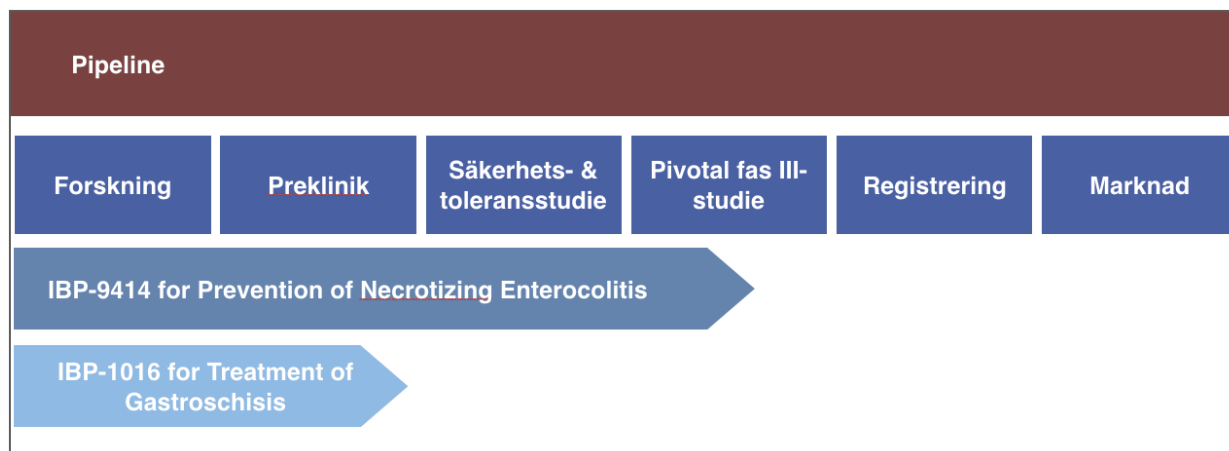 Pipeline
Forskning
Preklinik
Säkerhets- &
toleransstudie
Pivotal fas III-
studie
Registrering
Marknad
IBP-9414 for Prevention of Necrotizing Enterocolitis
IBP-1016 for Treatment of
Gastroschisis